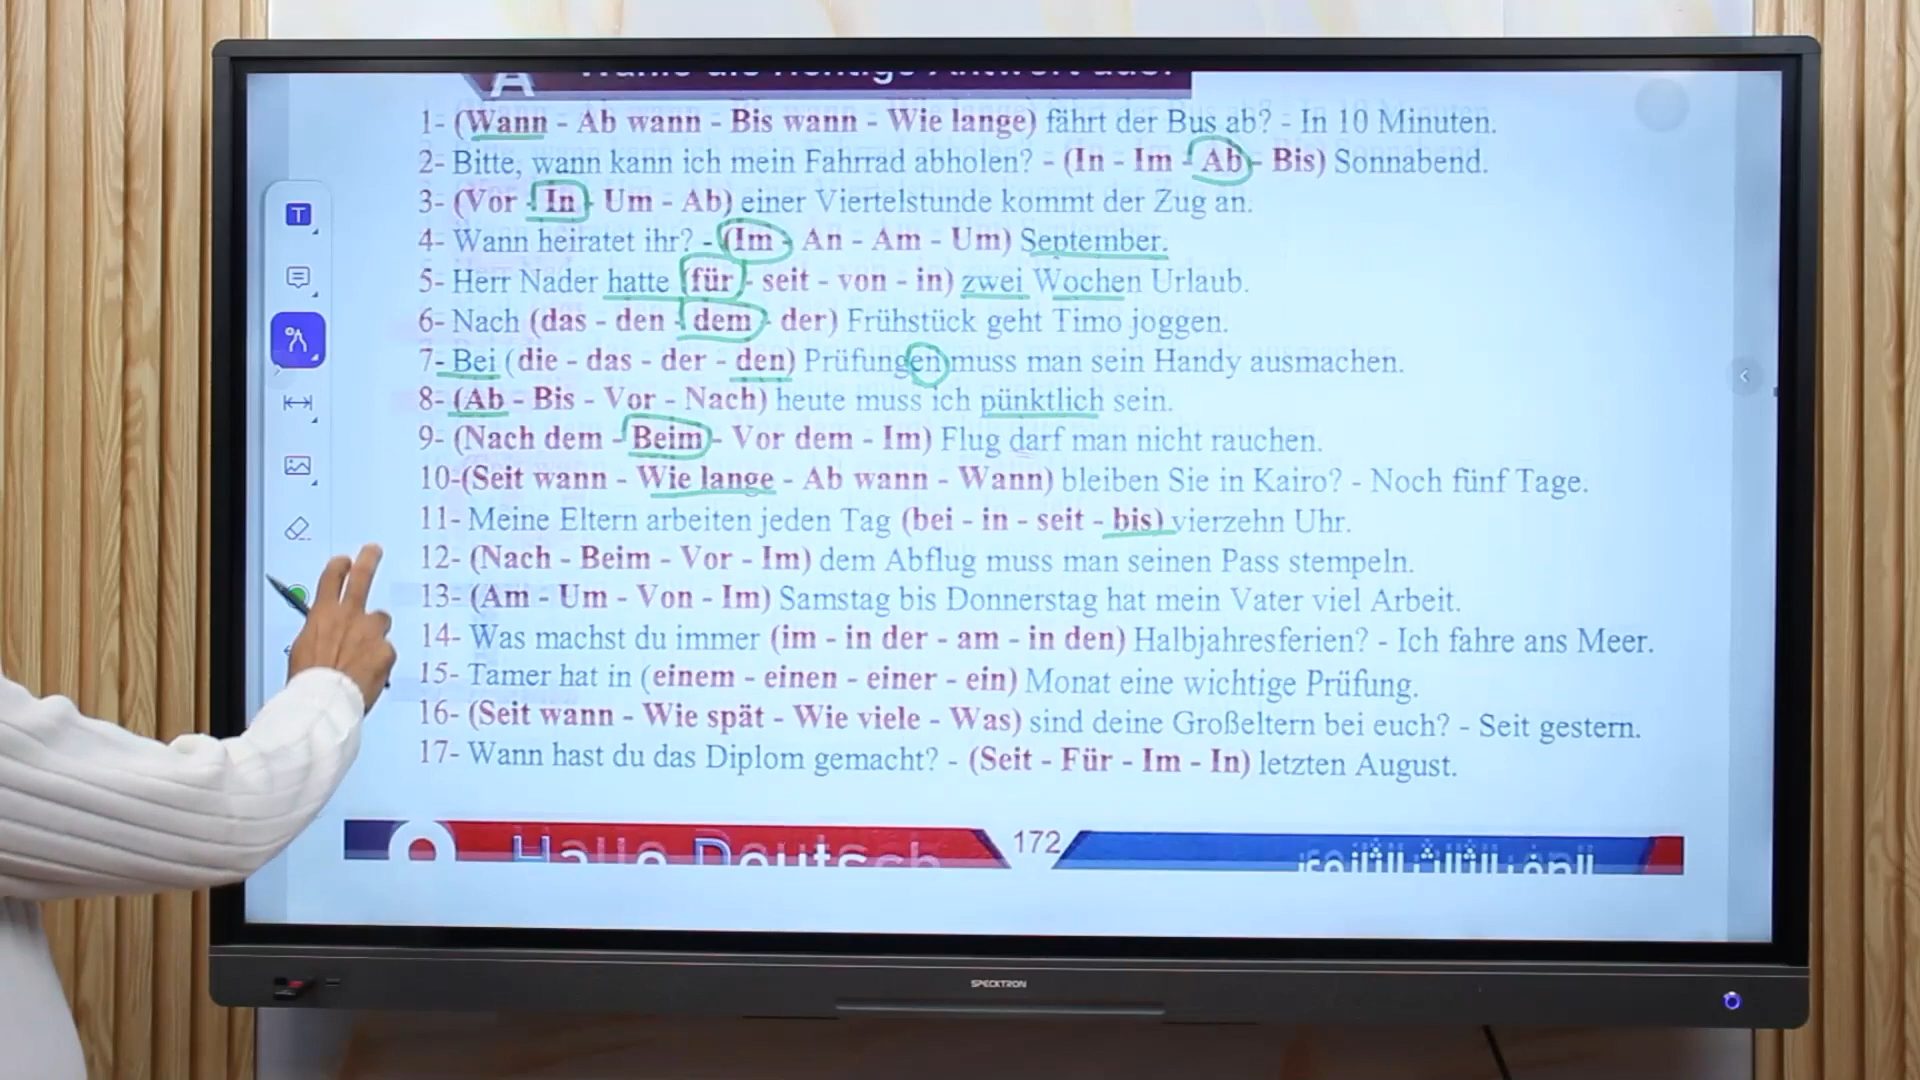 A Wähle die richtige Antwort aus:
1- (Wann - Ab wann - Bis wann - Wie lange) fährt der Bus ab? - In 10 Minuten.
2- Bitte, wann kann ich mein Fahrrad abholen? - (In - Im - Ab - Bis) Sonnabend.
3- (Vor - In - Um - Ab) einer Viertelstunde kommt der Zug an.
4- Wann heiratet ihr? - (Im - An - Am - Um) September.
5- Herr Nader hatte (für - seit - von - in) zwei Wochen Urlaub.
6- Nach (das - den - dem - der) Frühstück geht Timo joggen.
7- Bei (die - das - der - den) Prüfungen muss man sein Handy ausmachen.
8- (Ab - Bis - Vor - Nach) heute muss ich pünktlich sein.
9- (Nach dem - Beim - Vor dem - Im) Flug darf man nicht rauchen.
10-(Seit wann - Wie lange - Ab wann - Wann) bleiben Sie in Kairo? - Noch fünf Tage.
11- Meine Eltern arbeiten jeden Tag (bei - in - seit - bis) vierzehn Uhr.
12- (Nach - Beim - Vor - Im) dem Abflug muss man seinen Pass stempeln.
13- (Am - Um - Von - Im) Samstag bis Donnerstag hat mein Vater viel Arbeit.
14- Was machst du immer (im - in der - am - in den) Halbjahresferien? - Ich fahre ans Meer.
15- Tamer hat in (einem - einen - einer - ein) Monat eine wichtige Prüfung.
16- (Seit wann - Wie spät - Wie viele - Was) sind deine Großeltern bei euch? - Seit gestern.
17- Wann hast du das Diplom gemacht? - (Seit - Für - Im - In) letzten August.
Hallo Deutsch 172 الصف الثالث الثانوي
SPECKTRON